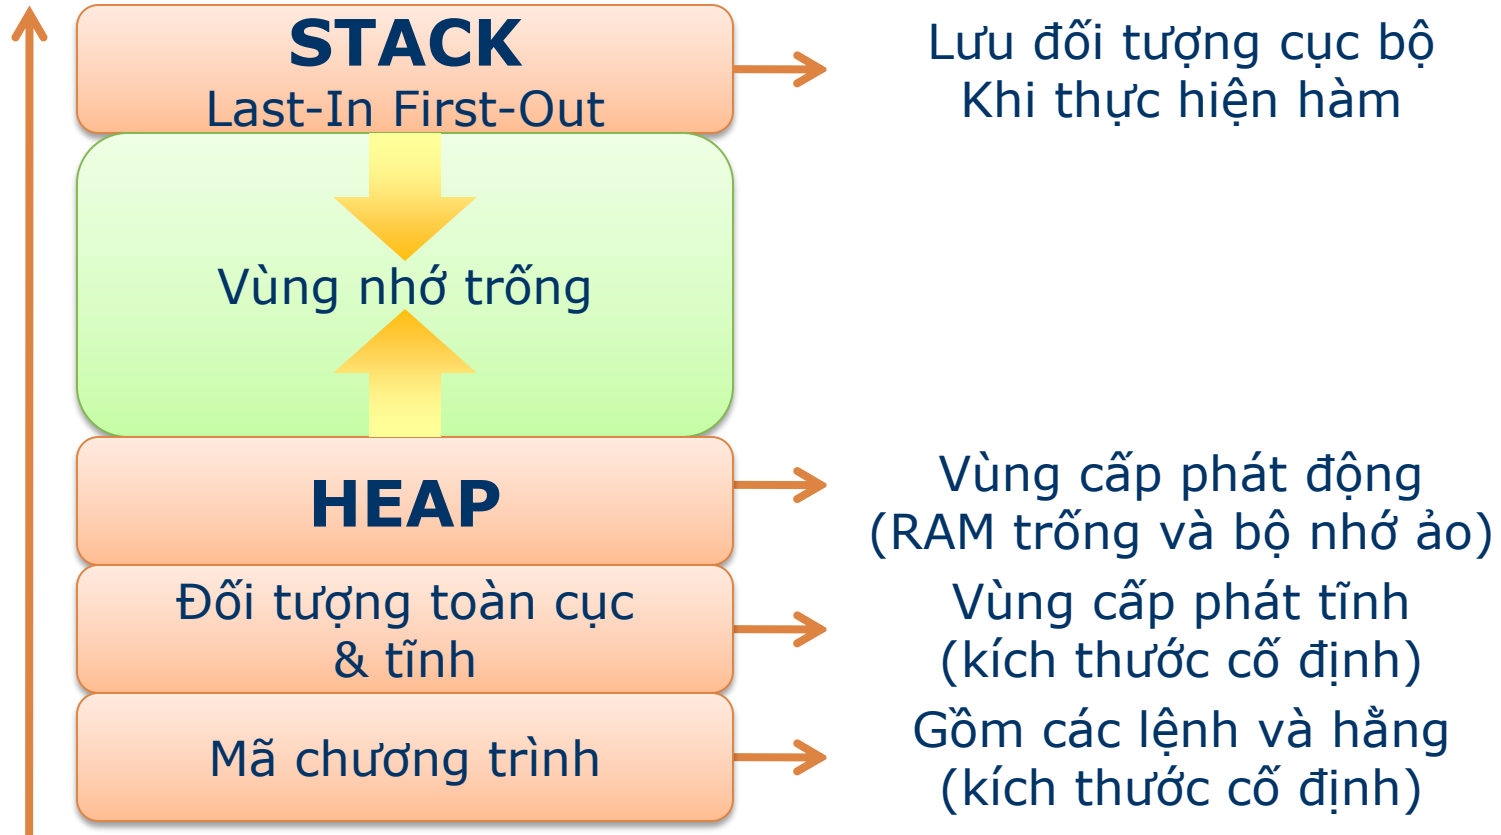 STACK
Last-In First-Out
Lưu đối tượng cục bộ
Khi thực hiện hàm
Vùng nhớ trống
HEAP
Vùng cấp phát động
(RAM trống và bộ nhớ ảo)
Đối tượng toàn cục
& tĩnh
Vùng cấp phát tĩnh
(kích thước cố định)
Mã chương trình
Gồm các lệnh và hằng
(kích thước cố định)